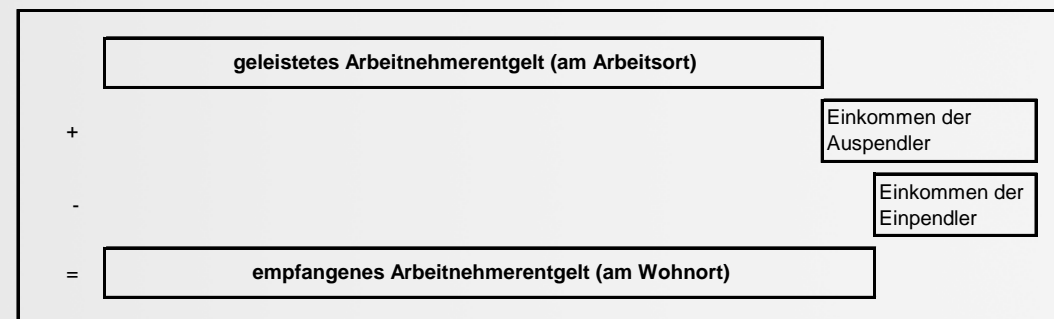 geleistetes Arbeitnehmerentgelt (am Arbeitsort)
+
Einkommen der
Auspendler
-
Einkommen der
Einpendler
=
empfangenes Arbeitnehmerentgelt (am Wohnort)